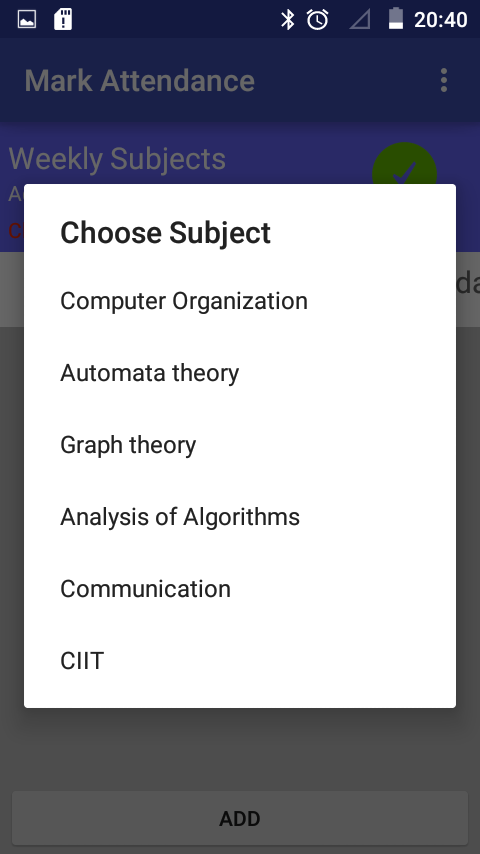 20:40
Mark Attendance
Weekly Subjects
Choose Subject
Computer Organization
Automata theory
Graph theory
Analysis of Algorithms
Communication
CIIT
ADD